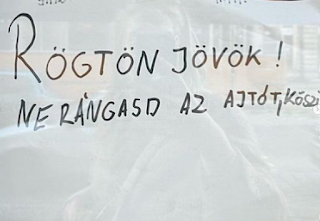 RÖGTÖN JÖVÖK!
NE RÁNGASD AZ AJTÓT, KÖSZI